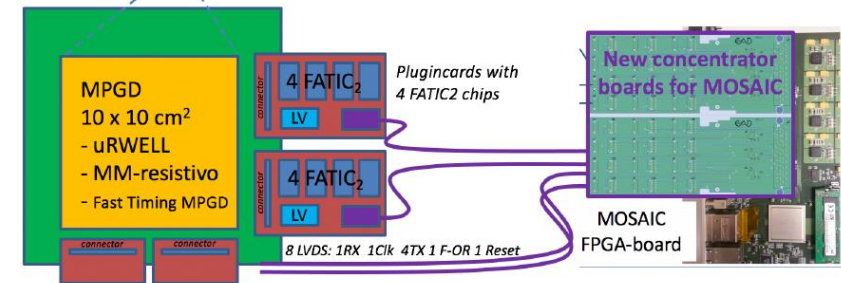 MPGD
10 x 10 cm²
- uRWELL
- MM-resistivo
- Fast Timing MPGD
connector
4 FATIC₂
LV
Plugincards with
4 FATIC2 chips
connector
4 FATIC₂
LV
connector
connector
8 LVDS: 1RX 1Clk 4TX 1 F-OR 1 Reset
New concentrator
boards for MOSAIC
MOSAIC
FPGA-board